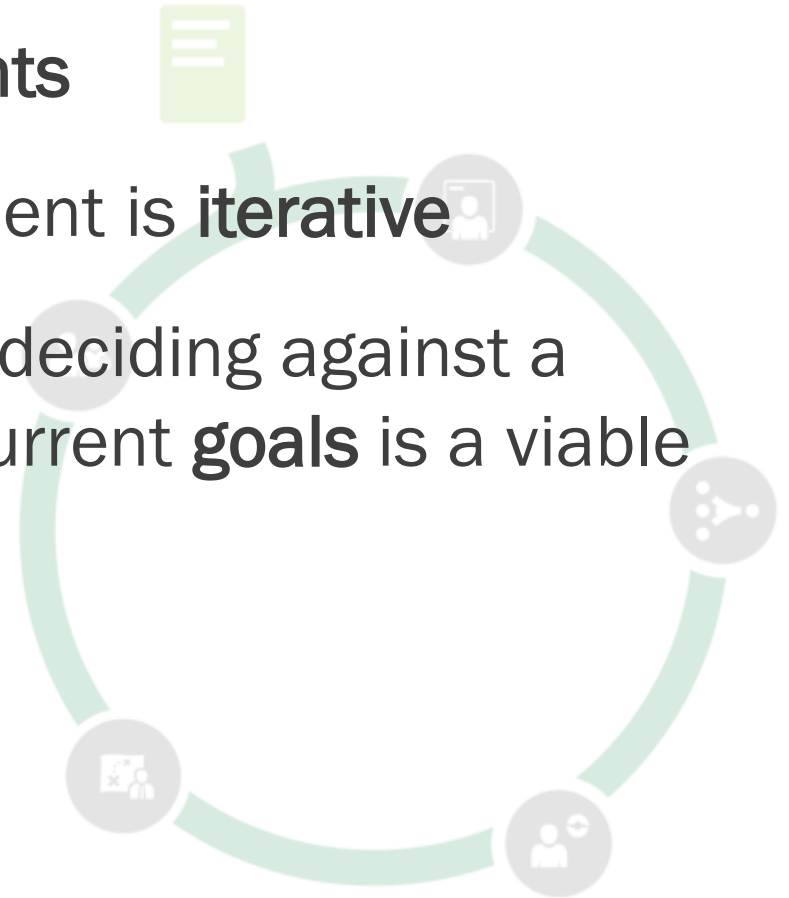 nts
ent is iterative
deciding against a
urrent goals is a viable